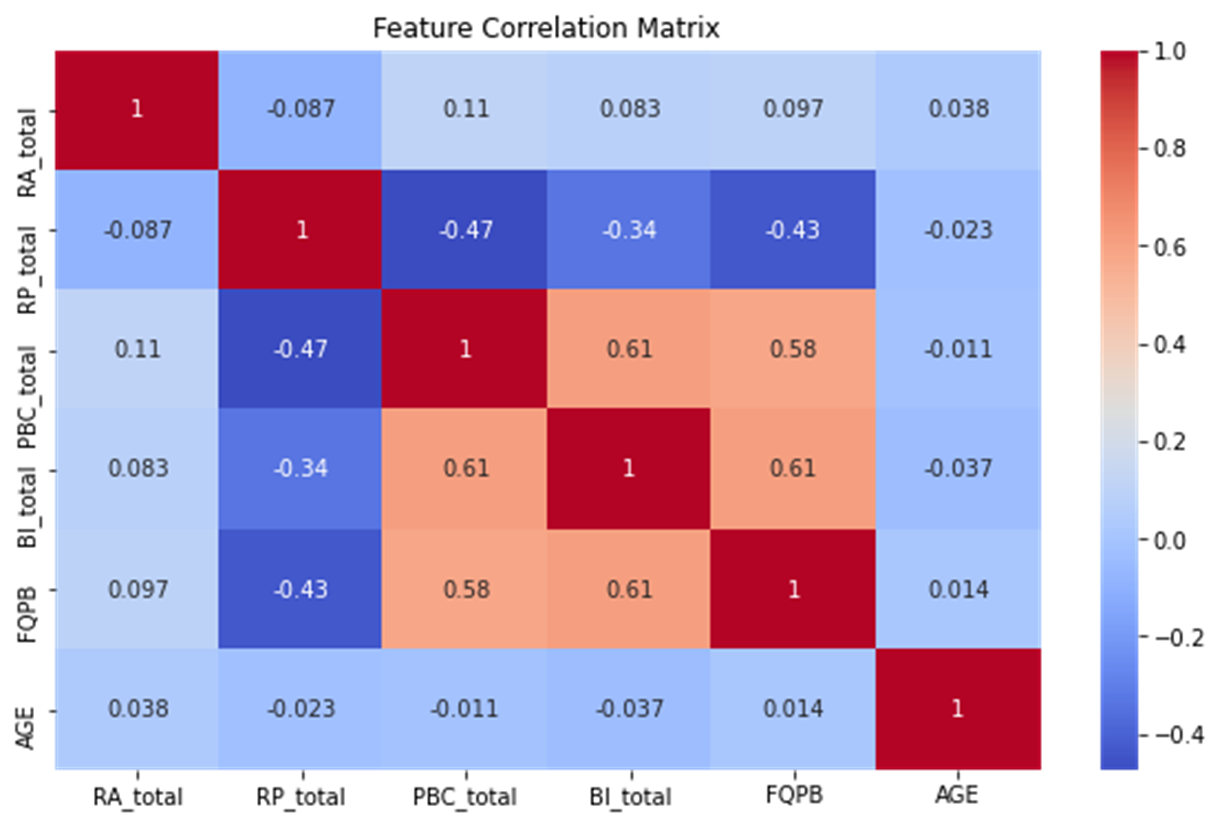 Feature Correlation Matrix
RA_total 1 -0.087 0.11 0.083 0.097 0.038
RP_total -0.087 1 -0.47 -0.34 -0.43 -0.023
PBC_total 0.11 -0.47 1 0.61 0.58 -0.011
BI_total 0.083 -0.34 0.61 1 0.61 -0.037
FQPB 0.097 -0.43 0.58 0.61 1 0.014
AGE 0.038 -0.023 -0.011 -0.037 0.014 1
RA_total RP_total PBC_total BI_total FQPB AGE
1.0
0.8
0.6
0.4
0.2
0.0
−0.2
−0.4